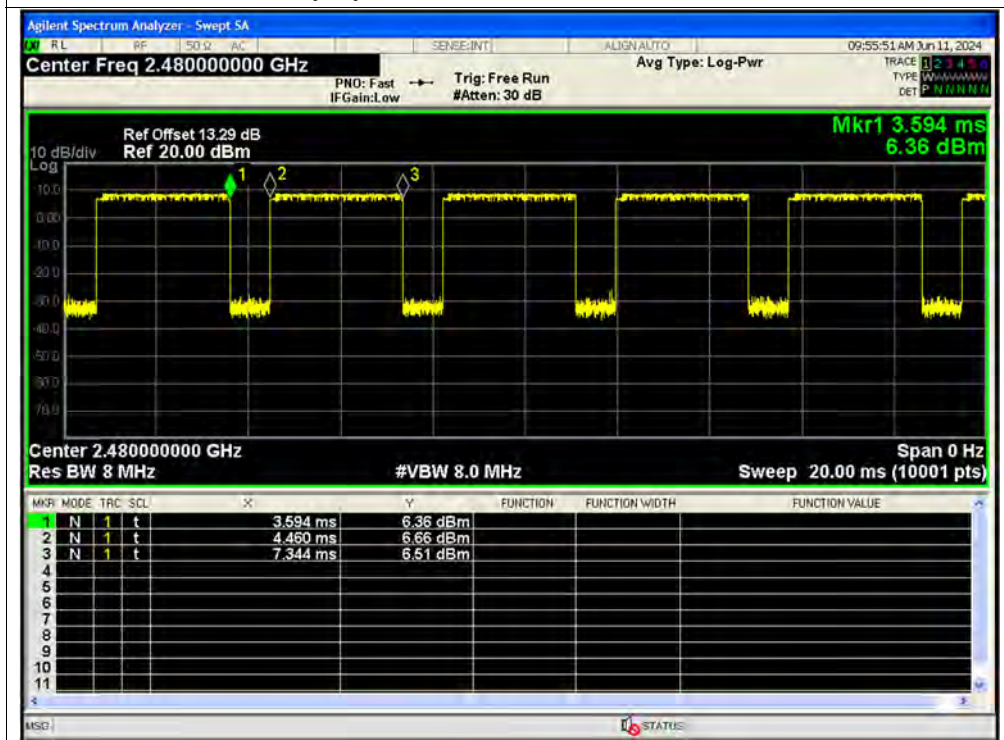 Agilent Spectrum Analyzer - Swept SA
LXI RL RF 50 Ω AC SENSE:INT ALIGN AUTO 09:55:51 AM Jun 11, 2024
Center Freq 2.480000000 GHz
PNO: Fast
IFGain:Low
Trig: Free Run
#Atten: 30 dB
Avg Type: Log-Pwr
TRACE 1 2 3 4 5 6
TYPE WWWWWW
DET P N N N N N
Mkr1 3.594 ms
6.36 dBm
Ref Offset 13.29 dB
10 dB/div Ref 20.00 dBm
Log
1 2 3
10.0
0.00
-10.0
-20.0
-30.0
-40.0
-50.0
-60.0
-70.0
Center 2.480000000 GHz Span 0 Hz
Res BW 8 MHz #VBW 8.0 MHz Sweep 20.00 ms (10001 pts)
MKR MODE TRC SCL X Y FUNCTION FUNCTION WIDTH FUNCTION VALUE
1 N 1 t 3.594 ms 6.36 dBm
2 N 1 t 4.460 ms 6.66 dBm
3 N 1 t 7.344 ms 6.51 dBm
4
5
6
7
8
9
10
11
MSG STATUS